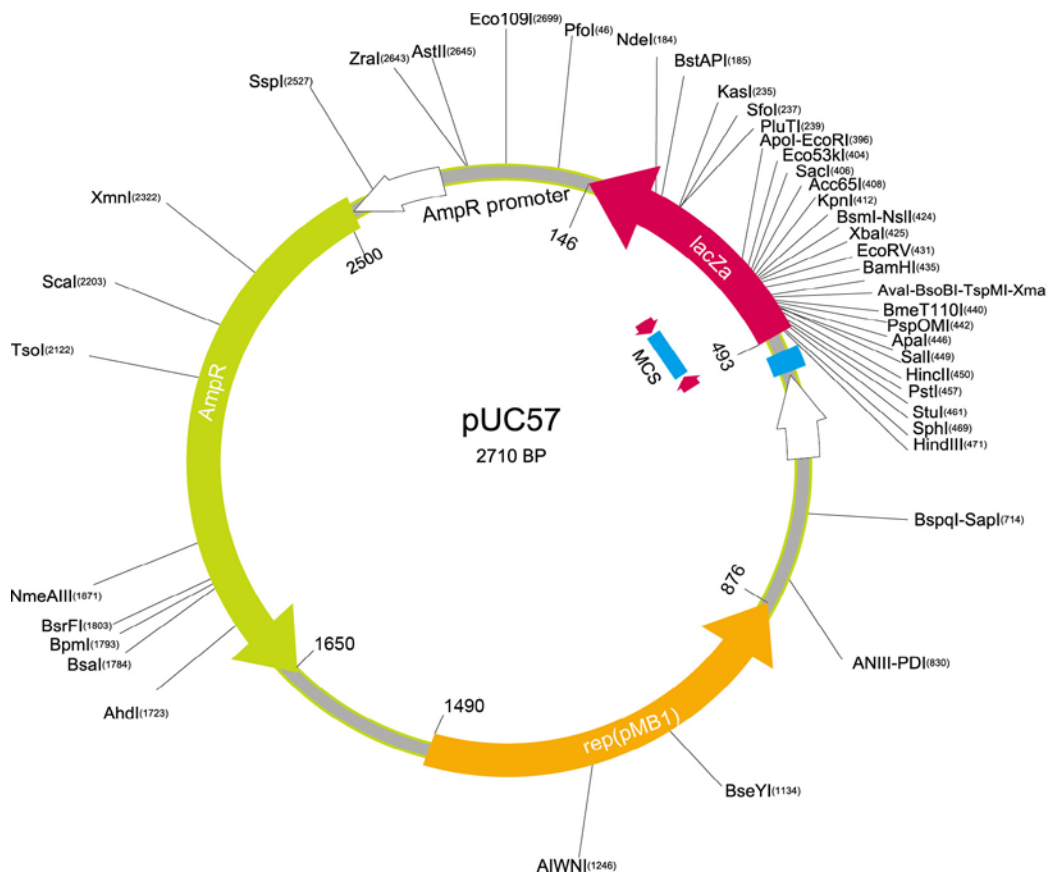 Eco109I(2699)
PfoI(46)
NdeI(184)
BstAPI(185)
KasI(235)
SfoI(237)
PluTI(239)
ApoI-EcoRI(396)
Eco53kI(404)
SacI(406)
Acc65I(408)
KpnI(412)
BsmI-NsII(424)
XbaI(425)
EcoRV(431)
BamHI(435)
AvaI-BsoBI-TspMI-Xma
BmeT110I(440)
PspOMI(442)
ApaI(446)
SalI(449)
HincII(450)
PstI(457)
StuI(461)
SphI(469)
HindIII(471)
BspqI-SapI(714)
ANIII-PDI(830)
BseYI(1134)
AlWNI(1246)
AhdI(1723)
BsaI(1784)
BpmI(1793)
BsrFI(1803)
NmeAIII(1871)
TsoI(2122)
ScaI(2203)
XmnI(2322)
SspI(2527)
ZraI(2643)
AstII(2645)
AmpR promoter
146
lacZa
493
MCS
876
rep(pMB1)
1490
1650
AmpR
2500
pUC57
2710 BP